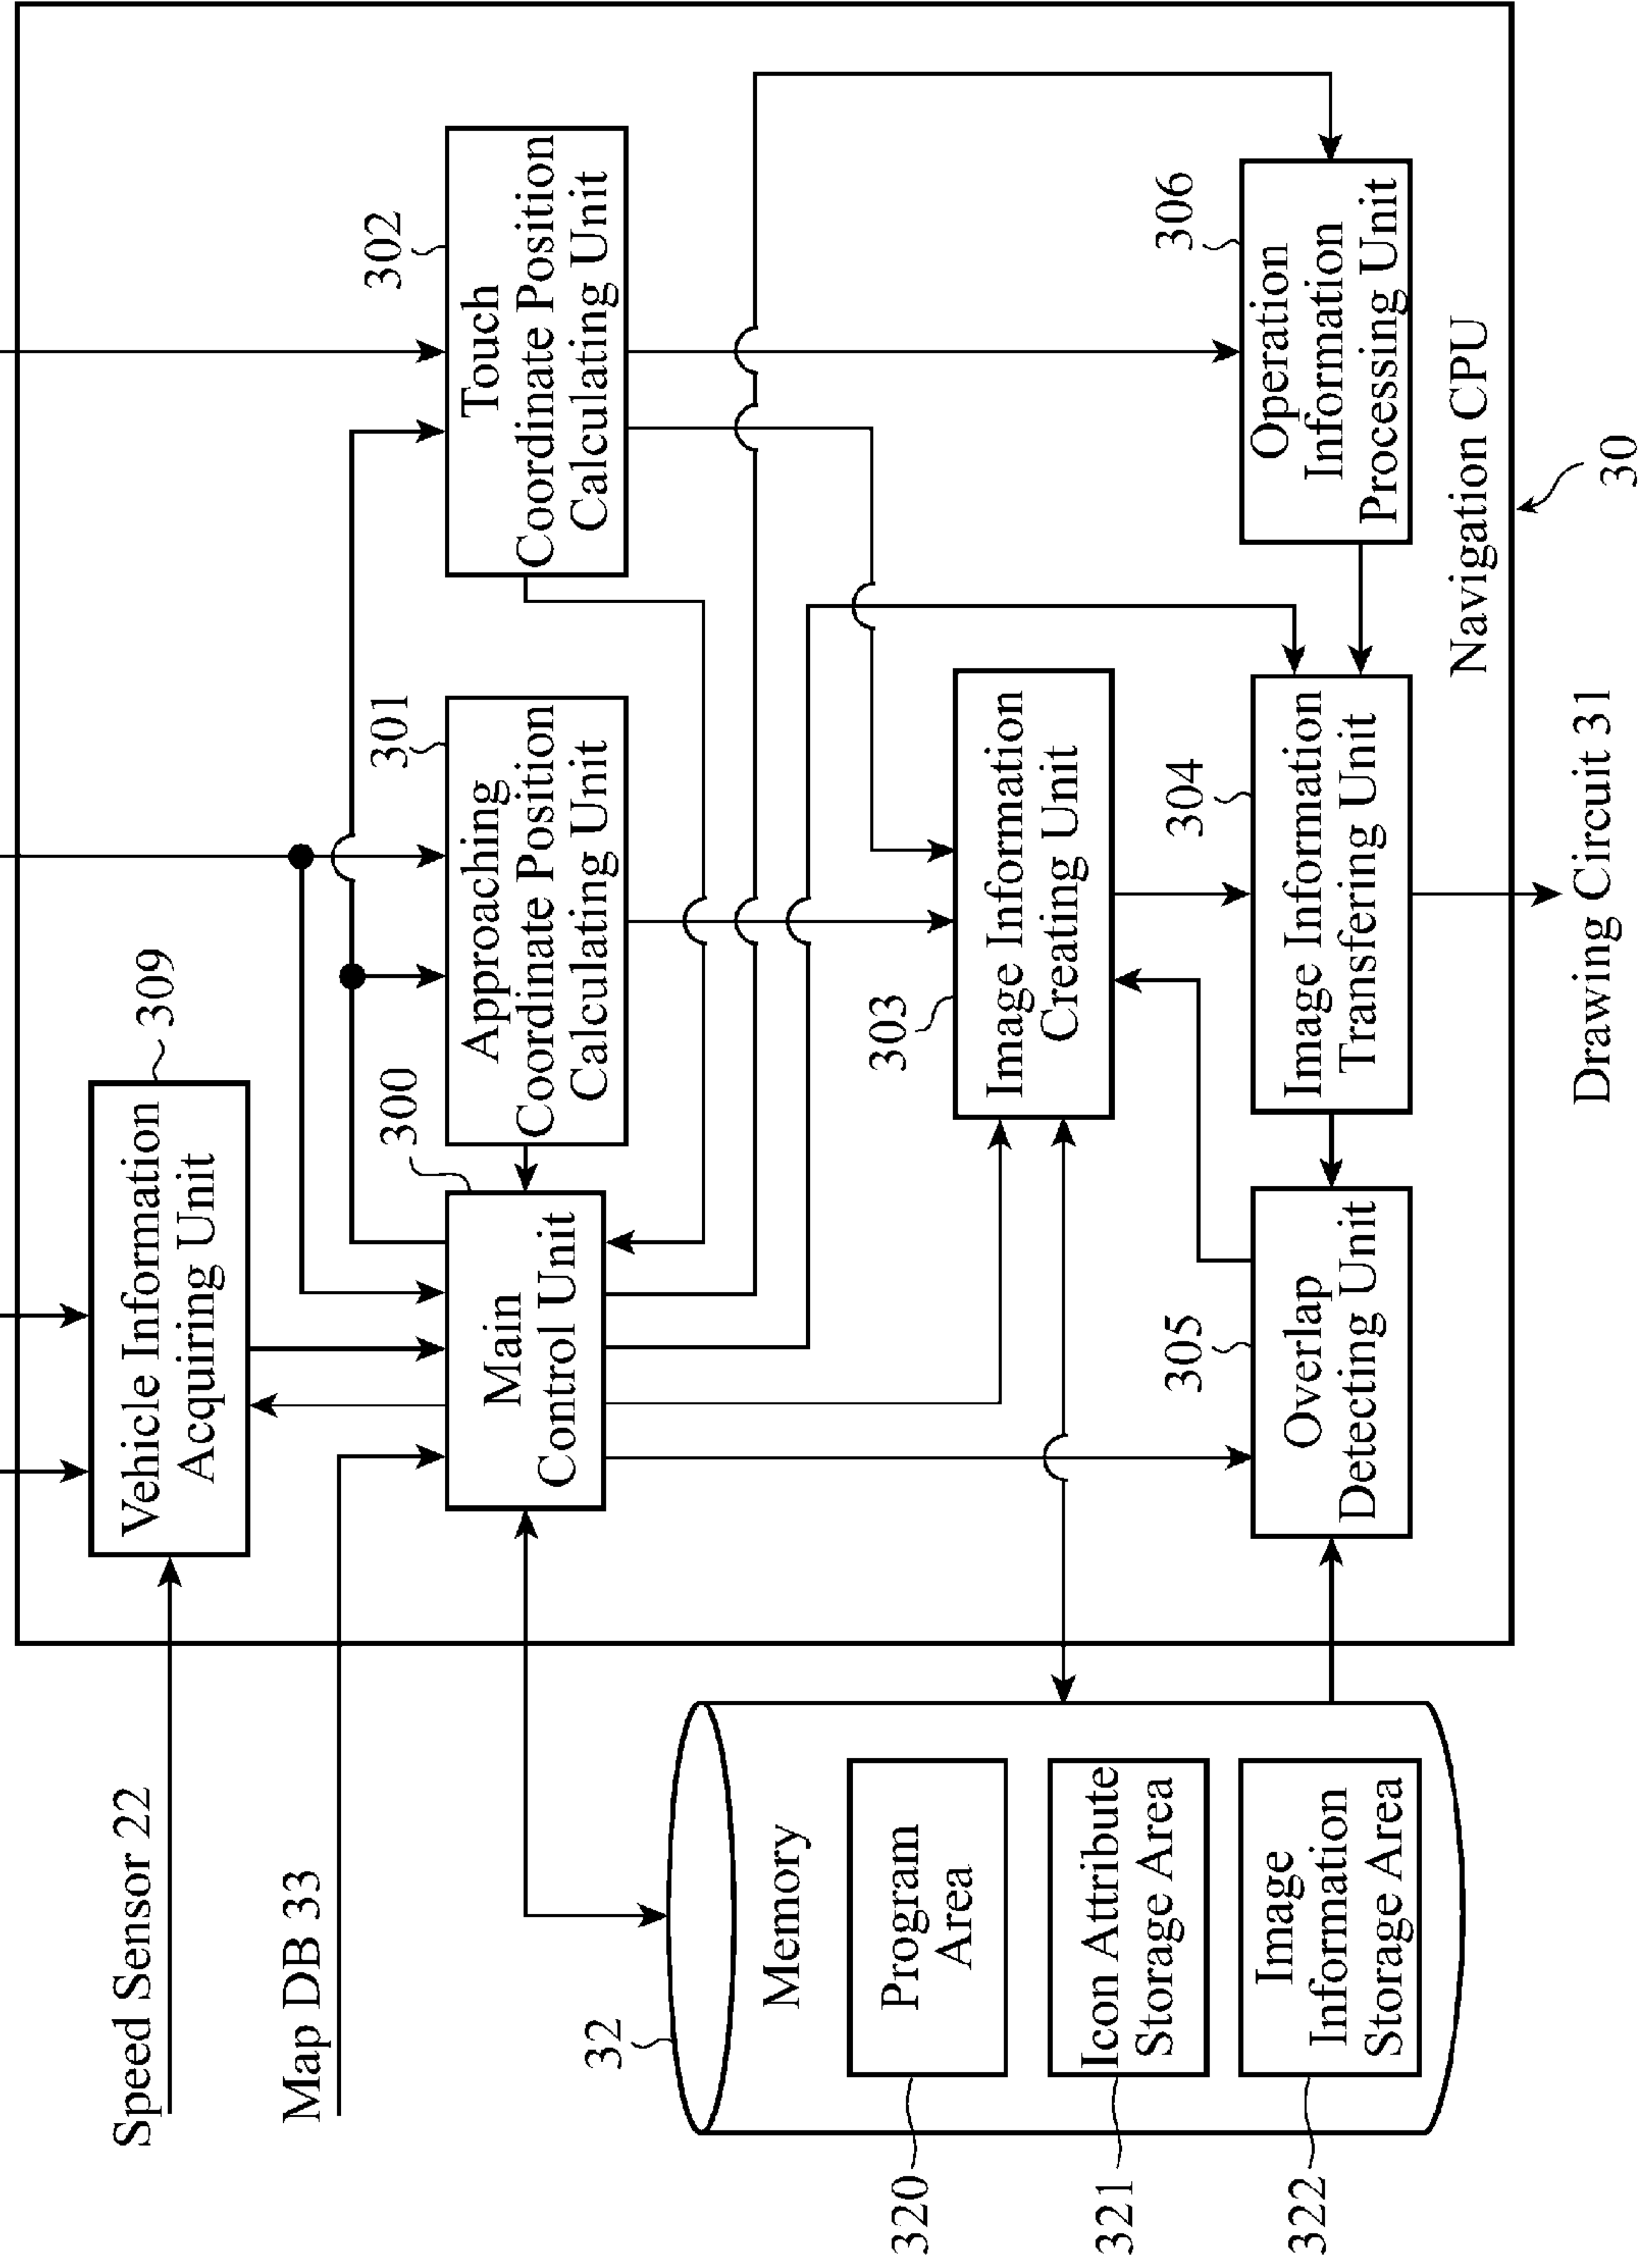 Speed Sensor 22
Map DB 33
309
Vehicle Information
Acquiring Unit
300
Main
Control Unit
301
Approaching
Coordinate Position
Calculating Unit
302
Touch
Coordinate Position
Calculating Unit
32
Memory
320
Program
Area
321
Icon Attribute
Storage Area
322
Image
Information
Storage Area
303
Image Information
Creating Unit
305
Overlap
Detecting Unit
304
Image Information
Transfering Unit
306
Operation
Information
Processing Unit
Navigation CPU
30
Drawing Circuit 31